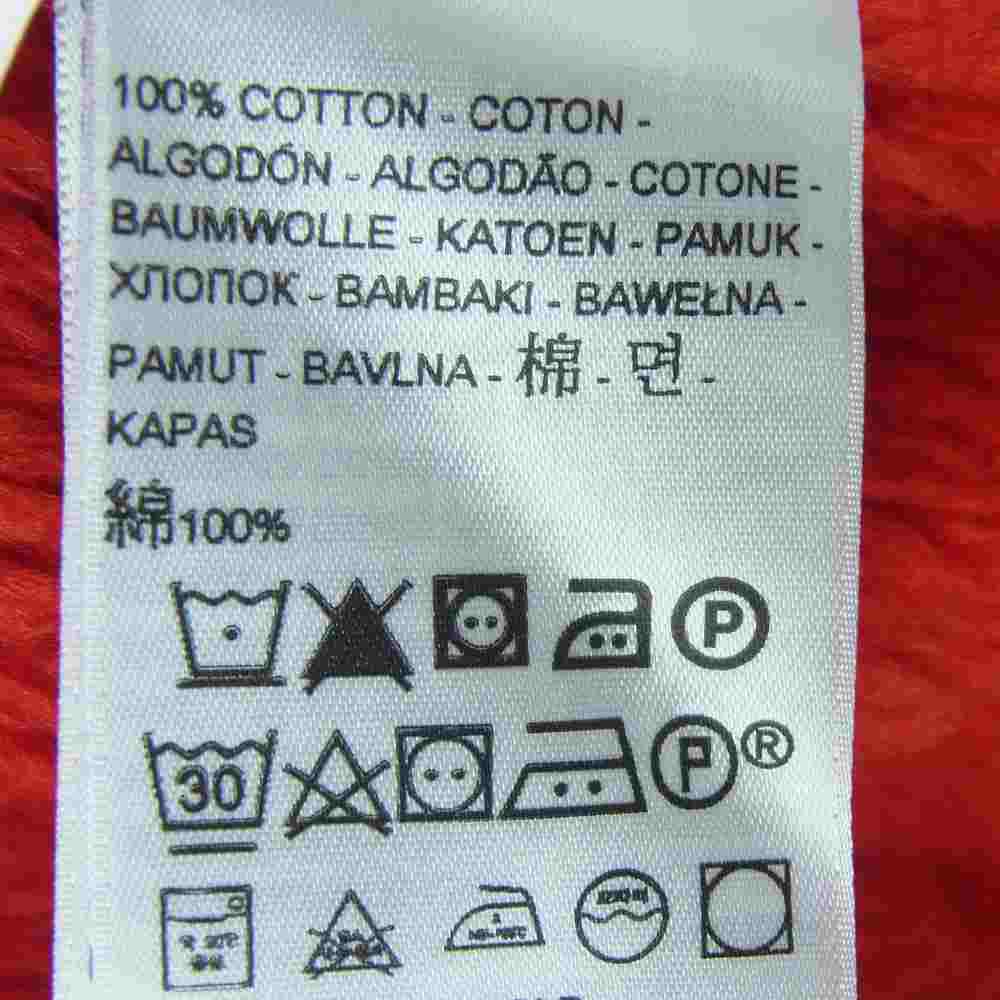 100% COTTON - COTON -
ALGODÓN - ALGODÃO - COTONE -
BAUMWOLLE - KATOEN - PAMUK -
ХЛОПОК - BAMBAKI - BAWEŁNA -
PAMUT - BAVLNA - 棉 - 면 -
KAPAS
綿100%
P
30 P®